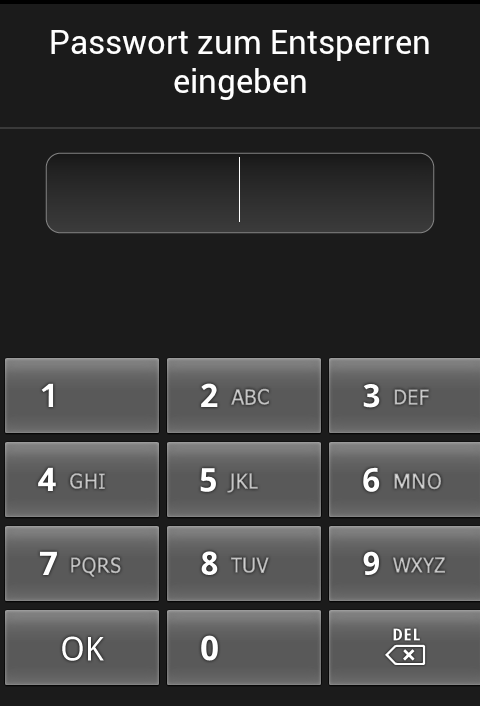 Passwort zum Entsperren
eingeben
1
2 ABC
3 DEF
4 GHI
5 JKL
6 MNO
7 PQRS
8 TUV
9 WXYZ
OK
0
DEL